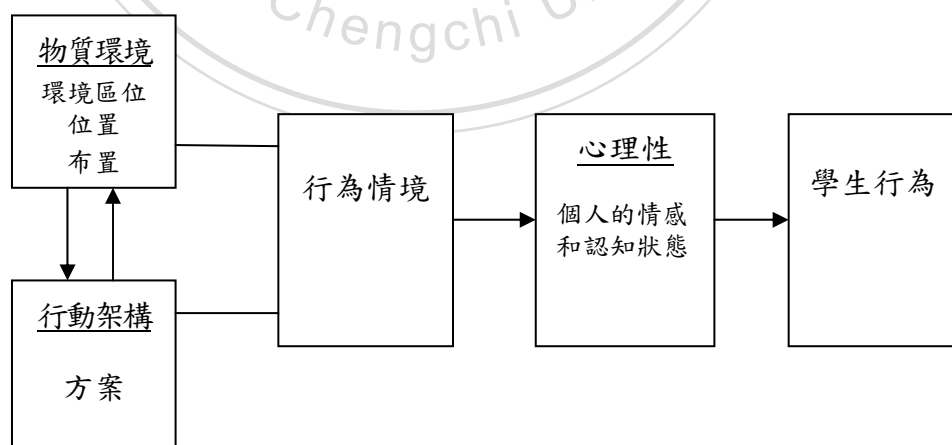 Chengchi U
物質環境
環境區位
位置
布置
行動架構
方案
行為情境
心理性
個人的情感
和認知狀態
學生行為